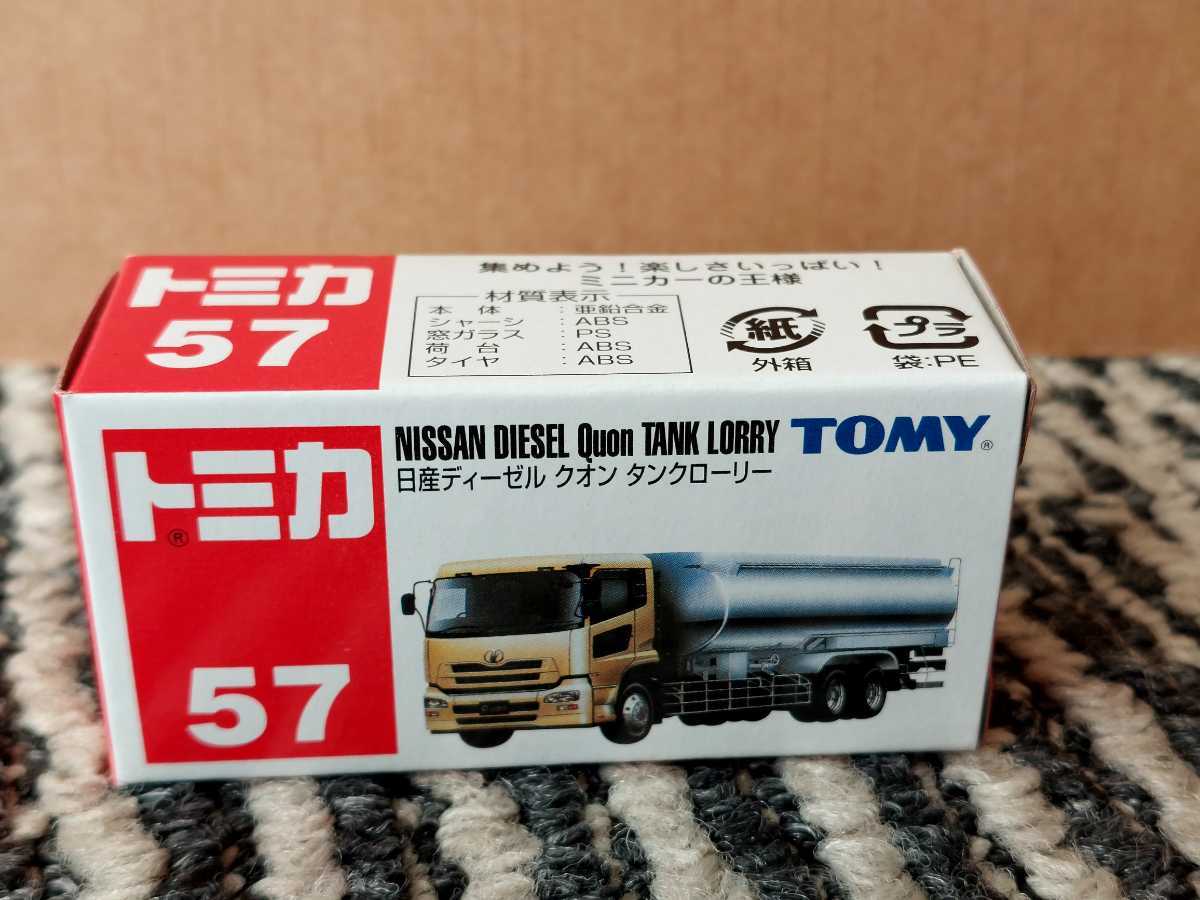 トミカ
57
集めよう！楽しさいっぱい！
ミニカーの王様
材質表示
本体：亜鉛合金
シャーシ：ABS
窓ガラス：PS
荷台：ABS
タイヤ：ABS
紙
外箱
プラ
袋:PE
トミカ®
57
NISSAN DIESEL Quon TANK LORRY
日産ディーゼル クオン タンクローリー
TOMY®